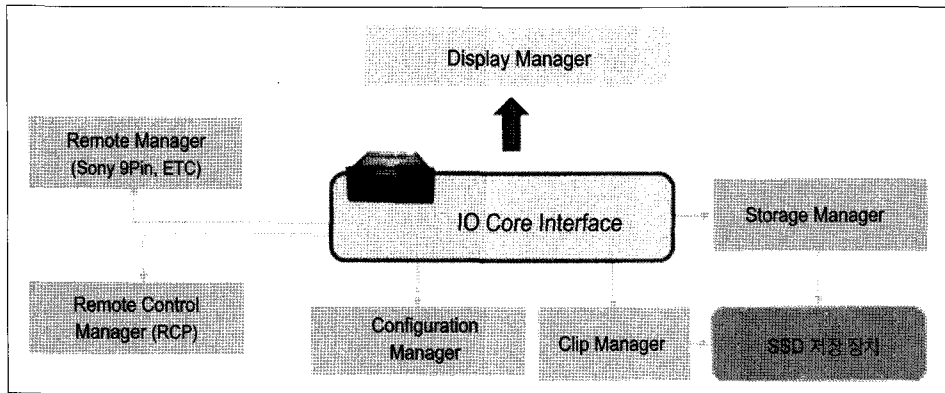 Display Manager
Remote Manager
(Sony 9Pin, ETC)
IO Core Interface
Storage Manager
Remote Control
Manager (RCP)
Configuration
Manager
Clip Manager
SSD 저장 장치